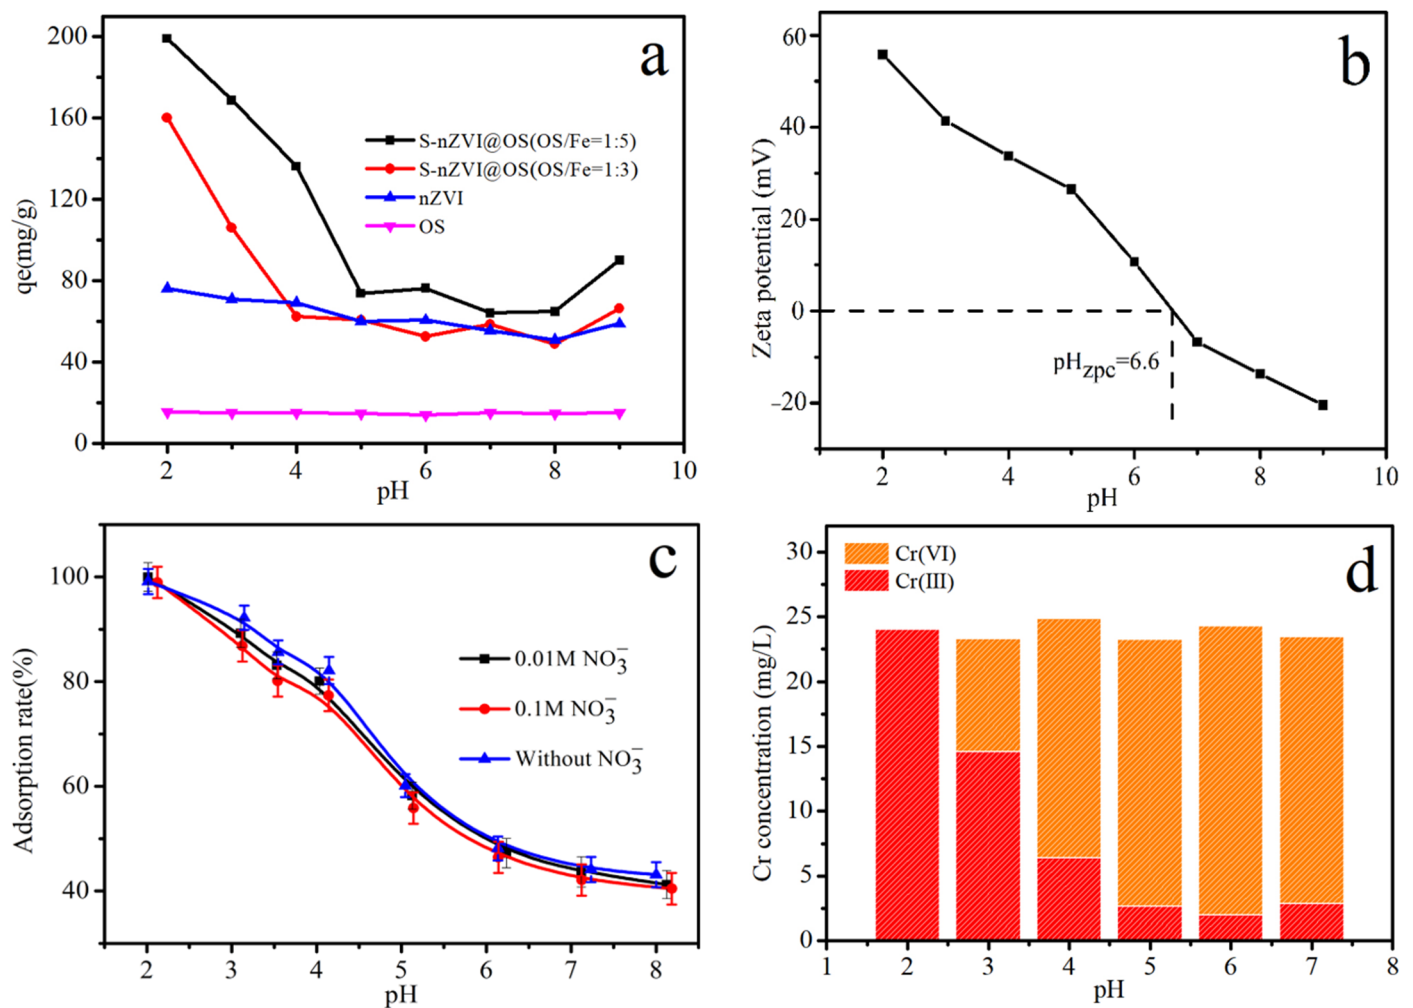 a
200
160
120
80
40
0
qe(mg/g)
S-nZVI@OS(OS/Fe=1:5)
S-nZVI@OS(OS/Fe=1:3)
nZVI
OS
2 4 6 8 10
pH
b
60
40
20
0
−20
Zeta potential (mV)
pHzpc=6.6
2 4 6 8 10
pH
c
100
80
60
40
Adsorption rate(%)
0.01M NO₃⁻
0.1M NO₃⁻
Without NO₃⁻
2 3 4 5 6 7 8
pH
d
30
25
20
15
10
5
0
Cr concentration (mg/L)
Cr(VI)
Cr(III)
1 2 3 4 5 6 7 8
pH